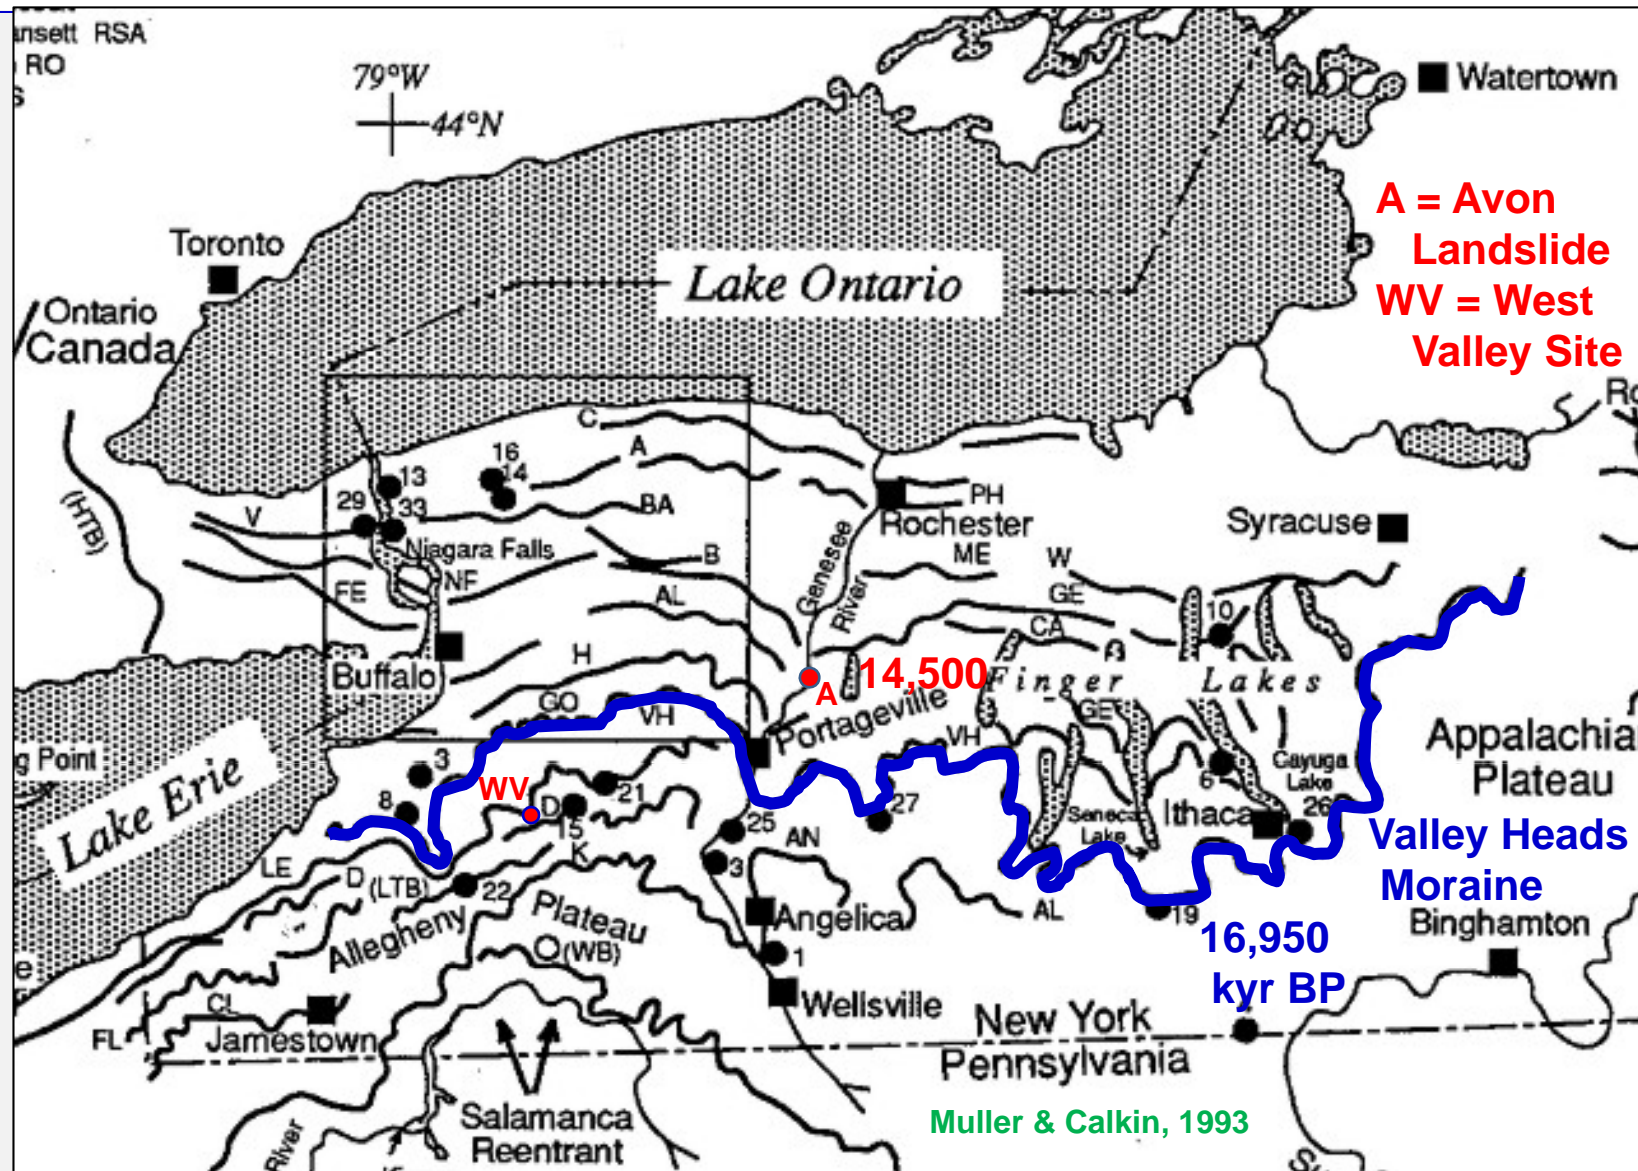 ansett RSA
RO
S
79°W
44°N
Watertown
A = Avon
Landslide
WV = West
Valley Site
Toronto
Lake Ontario
Ontario
Canada
C
A
16
14
13
29
33
V
BA
(HTB)
Niagara Falls
NF
FE
B
AL
PH
Rochester
Syracuse
Genesee
River
ME
W
GE
CA
10
Buffalo
H
GO
VH
A
14,500
Finger Lakes
GE
Portageville
VH
Appalachia
Plateau
g Point
Lake Erie
3
8
WV
D
15
21
6
Cayuga
Lake
Ithaca
26
Seneca
Lake
27
25
3
AN
K
LE
D
(LTB)
22
Valley Heads
Moraine
Allegheny
Plateau
Angelica
AL
19
16,950
kyr BP
Binghamton
O(WB)
1
Wellsville
CL
FL
Jamestown
New York
Pennsylvania
Salamanca
Reentrant
River
Muller & Calkin, 1993